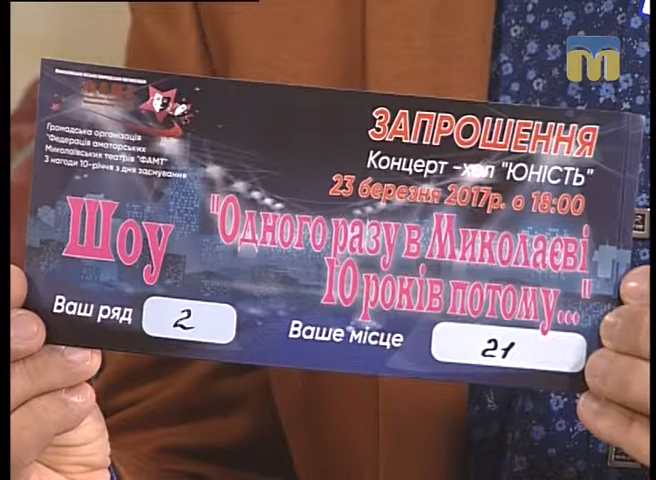 ЗАПРОШЕННЯ
Концерт -хол "ЮНІСТЬ"
23 березня 2017р. о 18:00
Громадська організація
"Федерація аматорських
Миколаївських театрів "ФАМТ"
З нагоди 10-річчя з дня заснування
Шоу
"Одного разу в Миколаєві
10 років потому..."
Ваш ряд 2
Ваше місце 21